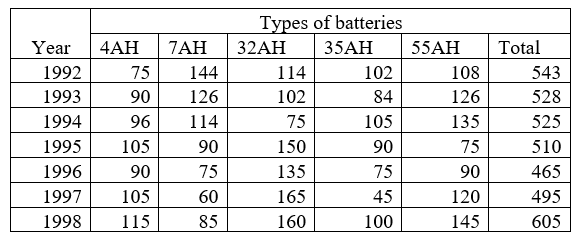 Types of batteries
Year 4AH 7AH 32AH 35AH 55AH Total
1992 75 144 114 102 108 543
1993 90 126 102 84 126 528
1994 96 114 75 105 135 525
1995 105 90 150 90 75 510
1996 90 75 135 75 90 465
1997 105 60 165 45 120 495
1998 115 85 160 100 145 605